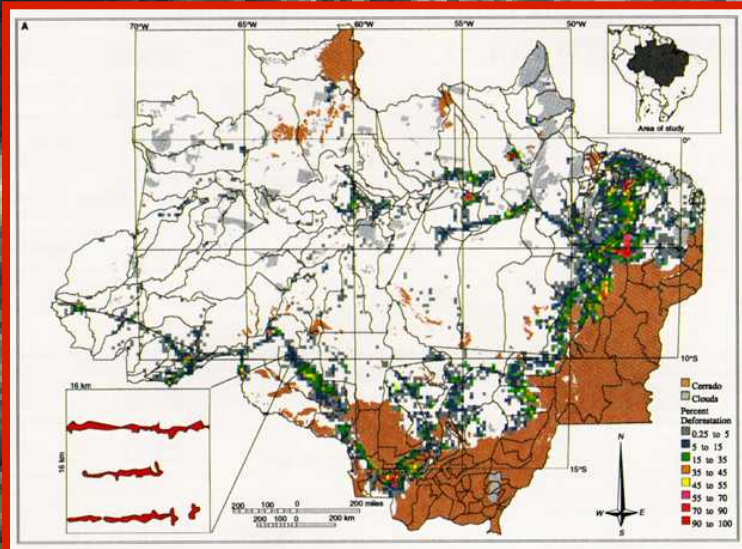 A
70°W
65°W
60°W
55°W
50°W
Area of study
0°
5°S
10°S
15°S
16 km
16 km
Cerrado
Clouds
Percent
Deforestation
0.25 to 5
5 to 15
15 to 35
35 to 45
45 to 55
55 to 70
70 to 90
90 to 100
N
W E
S
200 100 0 200 miles
200 100 0 200 km